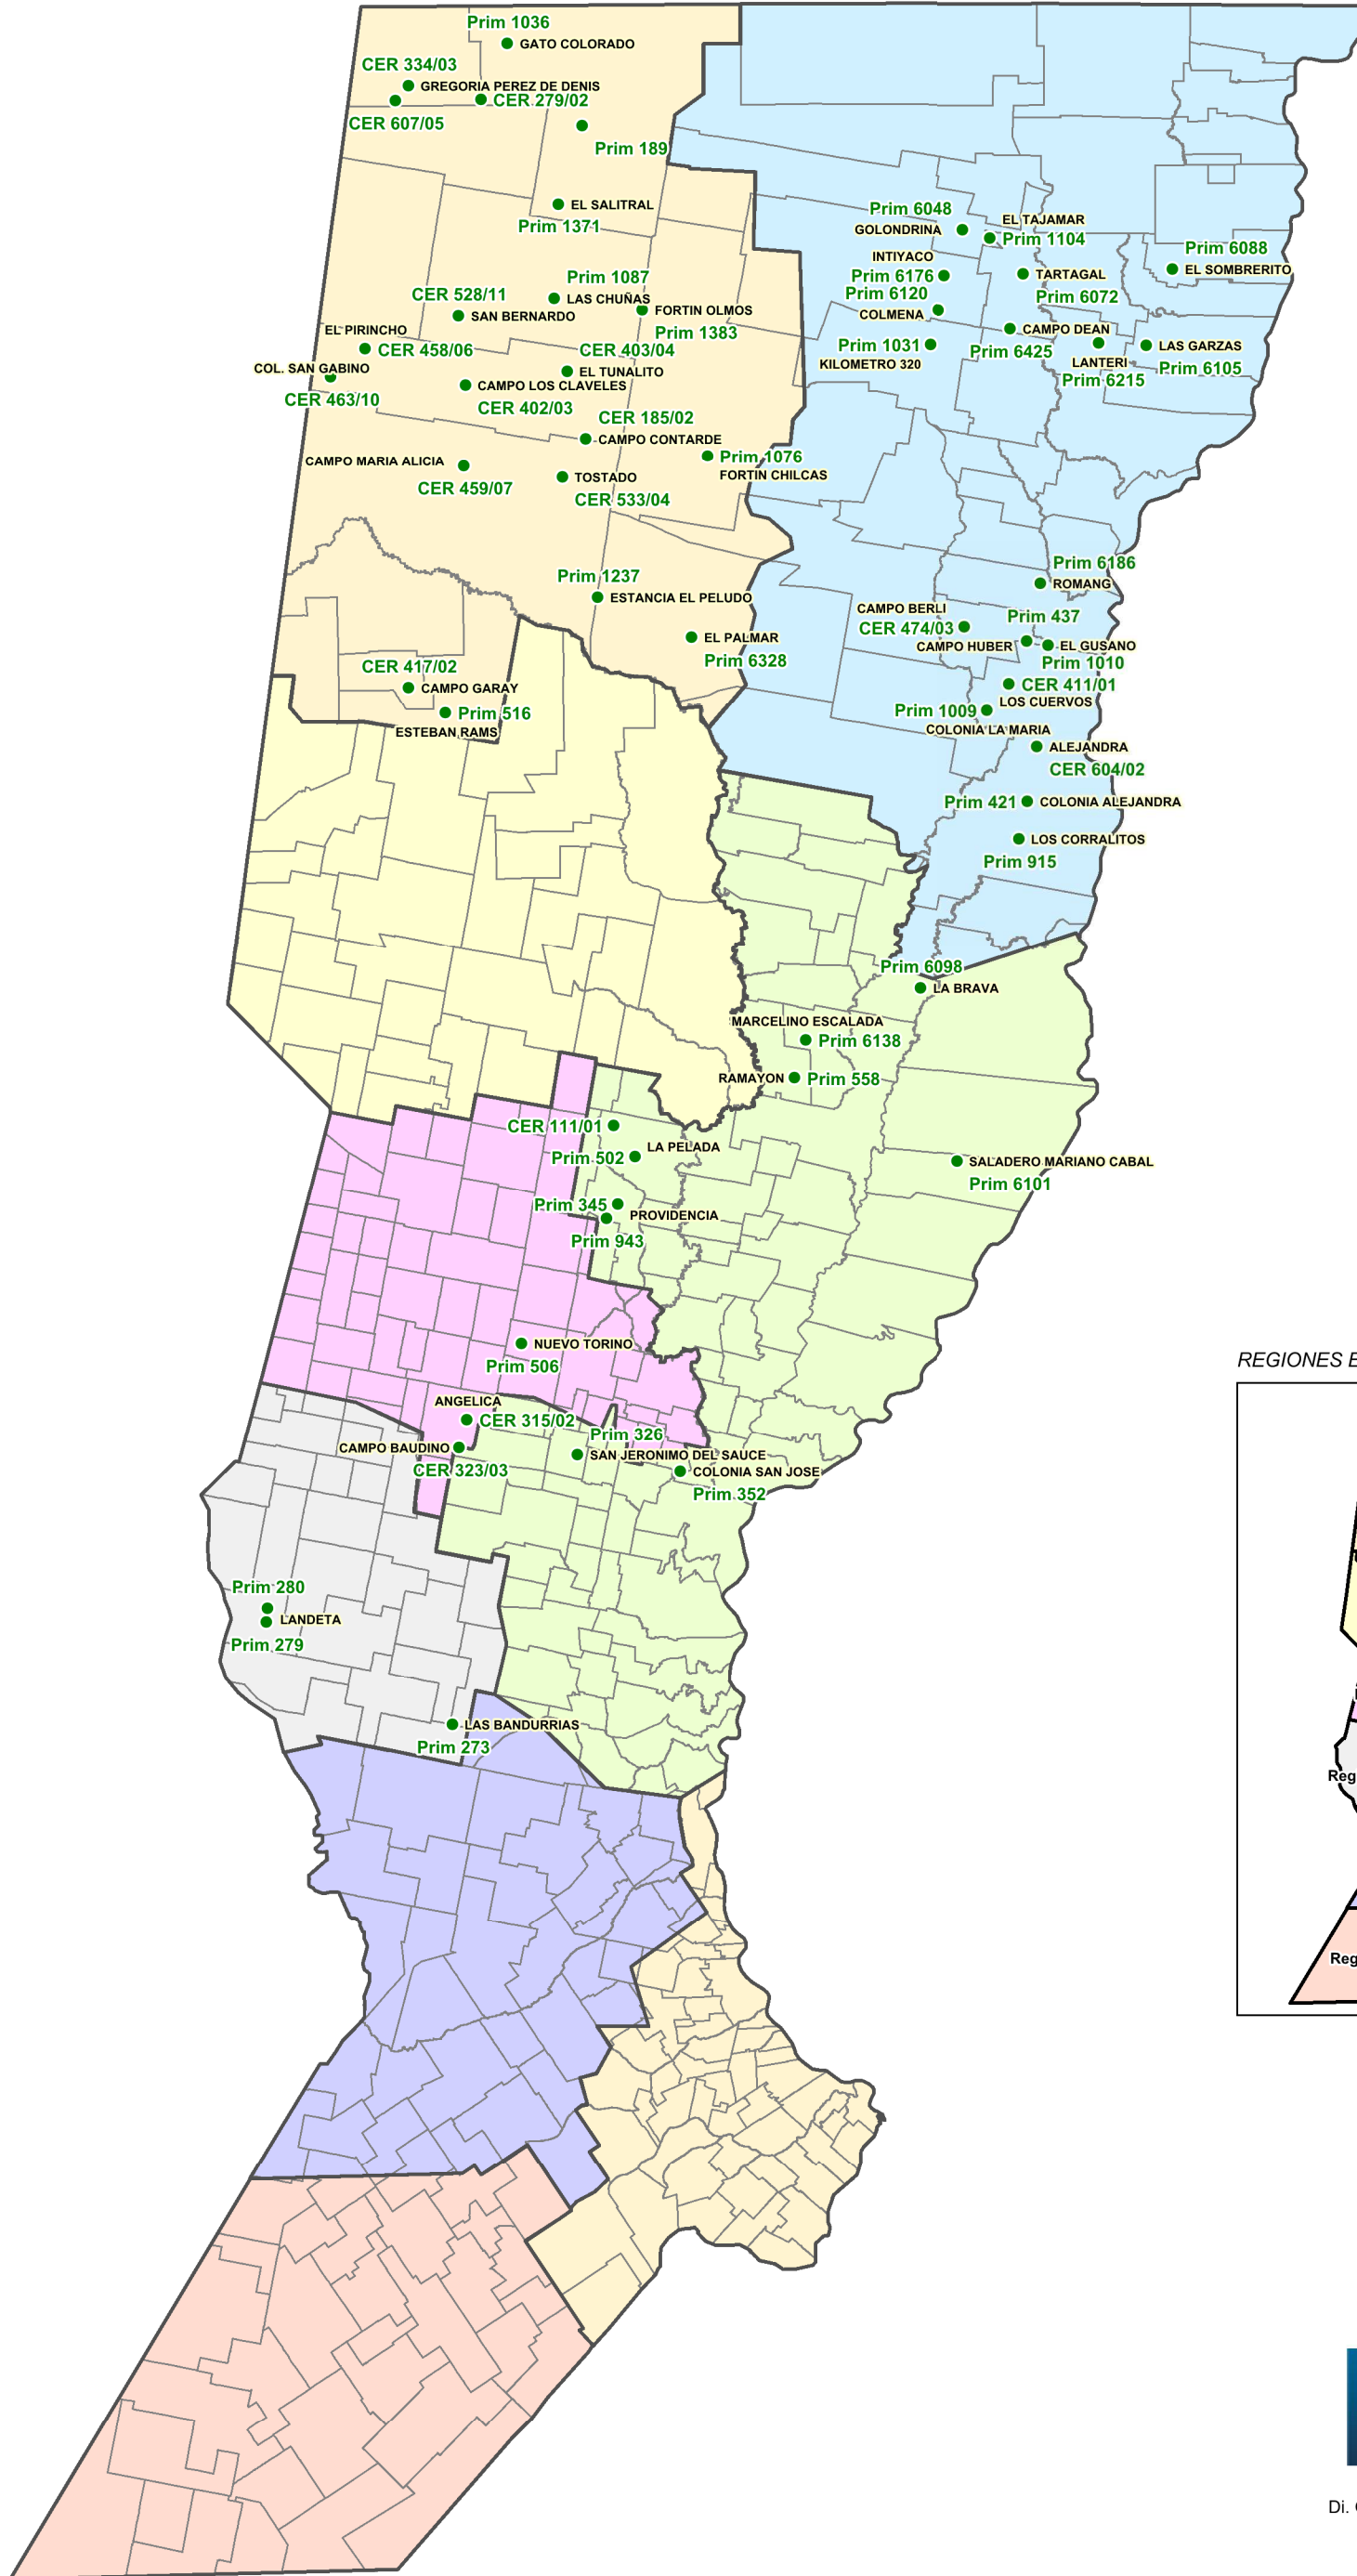 Prim 1036
GATO COLORADO
CER 334/03
GREGORIA PEREZ DE DENIS
CER 279/02
CER 607/05
Prim 189
EL SALITRAL
Prim 1371
Prim 6048
GOLONDRINA
EL TAJAMAR
Prim 1104
Prim 6088
EL SOMBRERITO
INTIYACO
Prim 6176
TARTAGAL
Prim 6072
Prim 6120
COLMENA
Prim 1087
LAS CHUÑAS
CER 528/11
SAN BERNARDO
FORTIN OLMOS
Prim 1383
CAMPO DEAN
Prim 6425
Prim 1031
KILOMETRO 320
LANTERI
Prim 6215
LAS GARZAS
Prim 6105
EL PIRINCHO
CER 458/06
CER 403/04
EL TUNALITO
COL. SAN GABINO
CER 463/10
CAMPO LOS CLAVELES
CER 402/03
CER 185/02
CAMPO CONTARDE
Prim 1076
FORTIN CHILCAS
CAMPO MARIA ALICIA
CER 459/07
TOSTADO
CER 533/04
Prim 6186
ROMANG
Prim 1237
ESTANCIA EL PELUDO
CAMPO BERLI
CER 474/03
Prim 437
CAMPO HUBER
EL GUSANO
Prim 1010
EL PALMAR
Prim 6328
CER 417/02
CAMPO GARAY
CER 411/01
LOS CUERVOS
Prim 516
ESTEBAN RAMS
Prim 1009
COLONIA LA MARIA
ALEJANDRA
CER 604/02
Prim 421
COLONIA ALEJANDRA
LOS CORRALITOS
Prim 915
Prim 6098
LA BRAVA
MARCELINO ESCALADA
Prim 6138
RAMAYON
Prim 558
CER 111/01
LA PELADA
Prim 502
SALADERO MARIANO CABAL
Prim 6101
Prim 345
PROVIDENCIA
Prim 943
NUEVO TORINO
Prim 506
REGIONES E
ANGELICA
CER 315/02
Prim 326
CAMPO BAUDINO
CER 323/03
SAN JERONIMO DEL SAUCE
COLONIA SAN JOSE
Prim 352
Prim 280
LANDETA
Prim 279
LAS BANDURRIAS
Prim 273
Reg
Reg
Di.